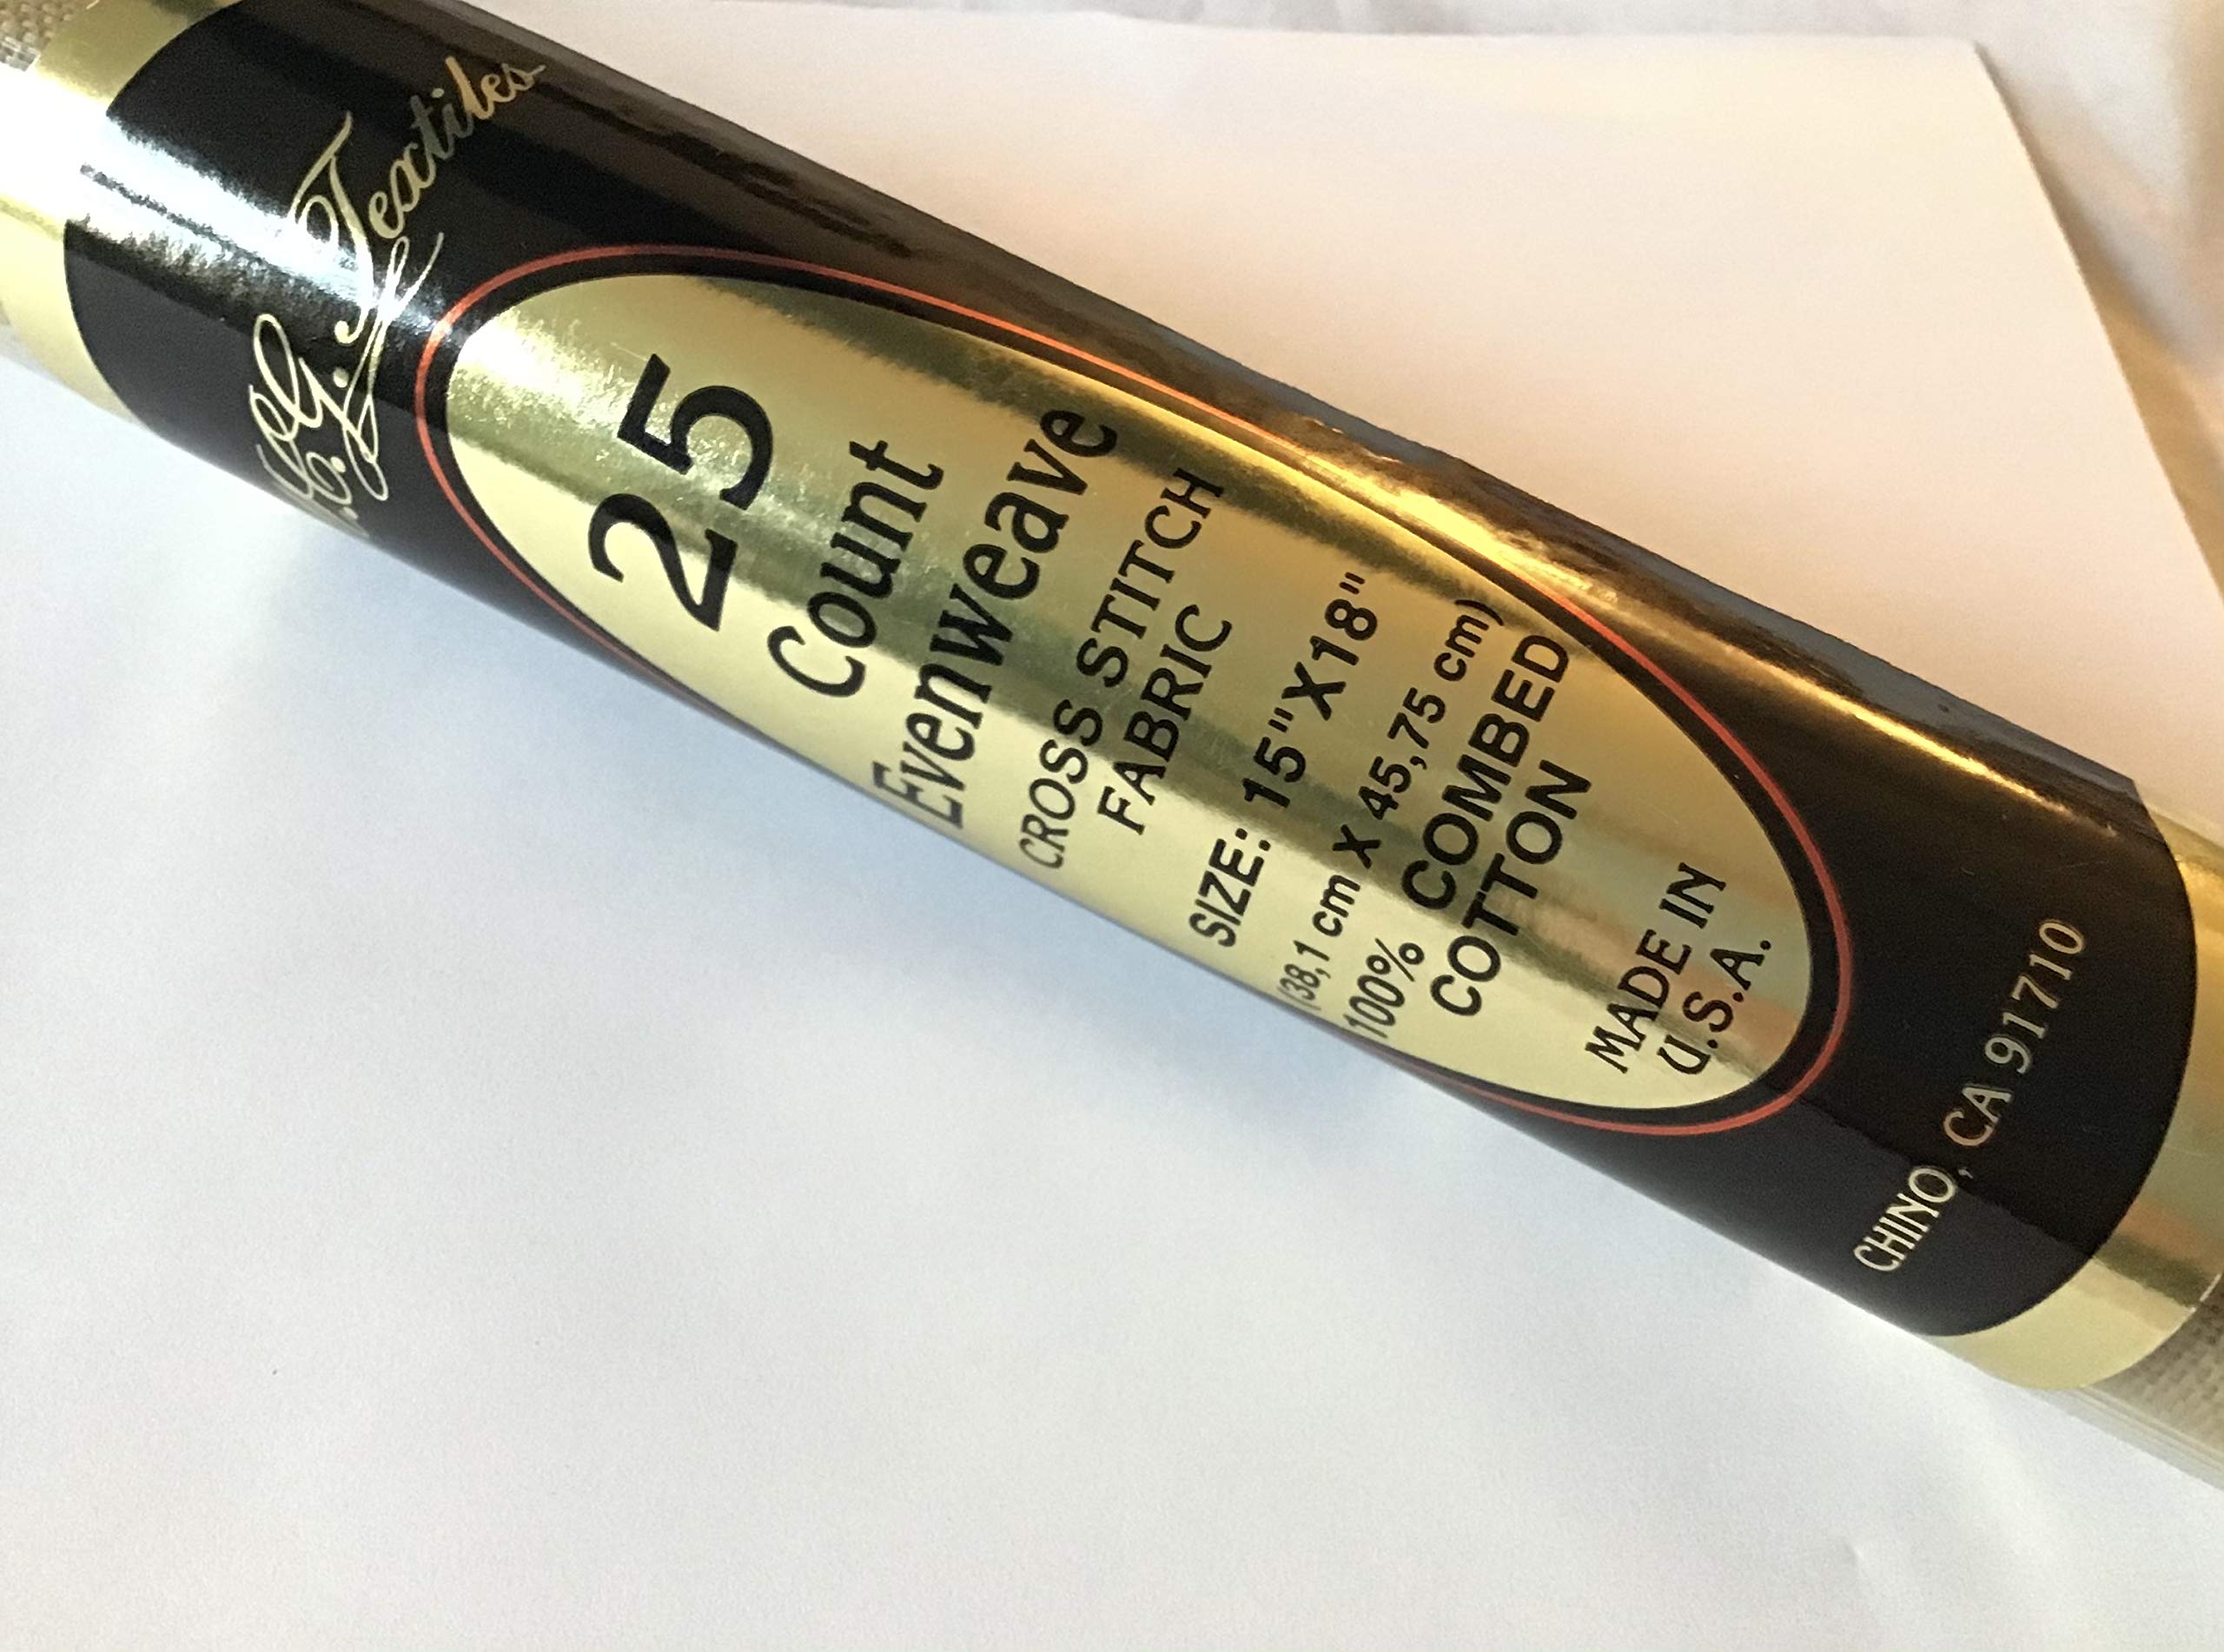 Textiles
25
Count
Evenweave
CROSS STITCH
FABRIC
SIZE: 15"X18"
(38,1 cm X 45,75 cm)
100% COMBED
COTTON
MADE IN
U.S.A.
CHINO, CA 91710